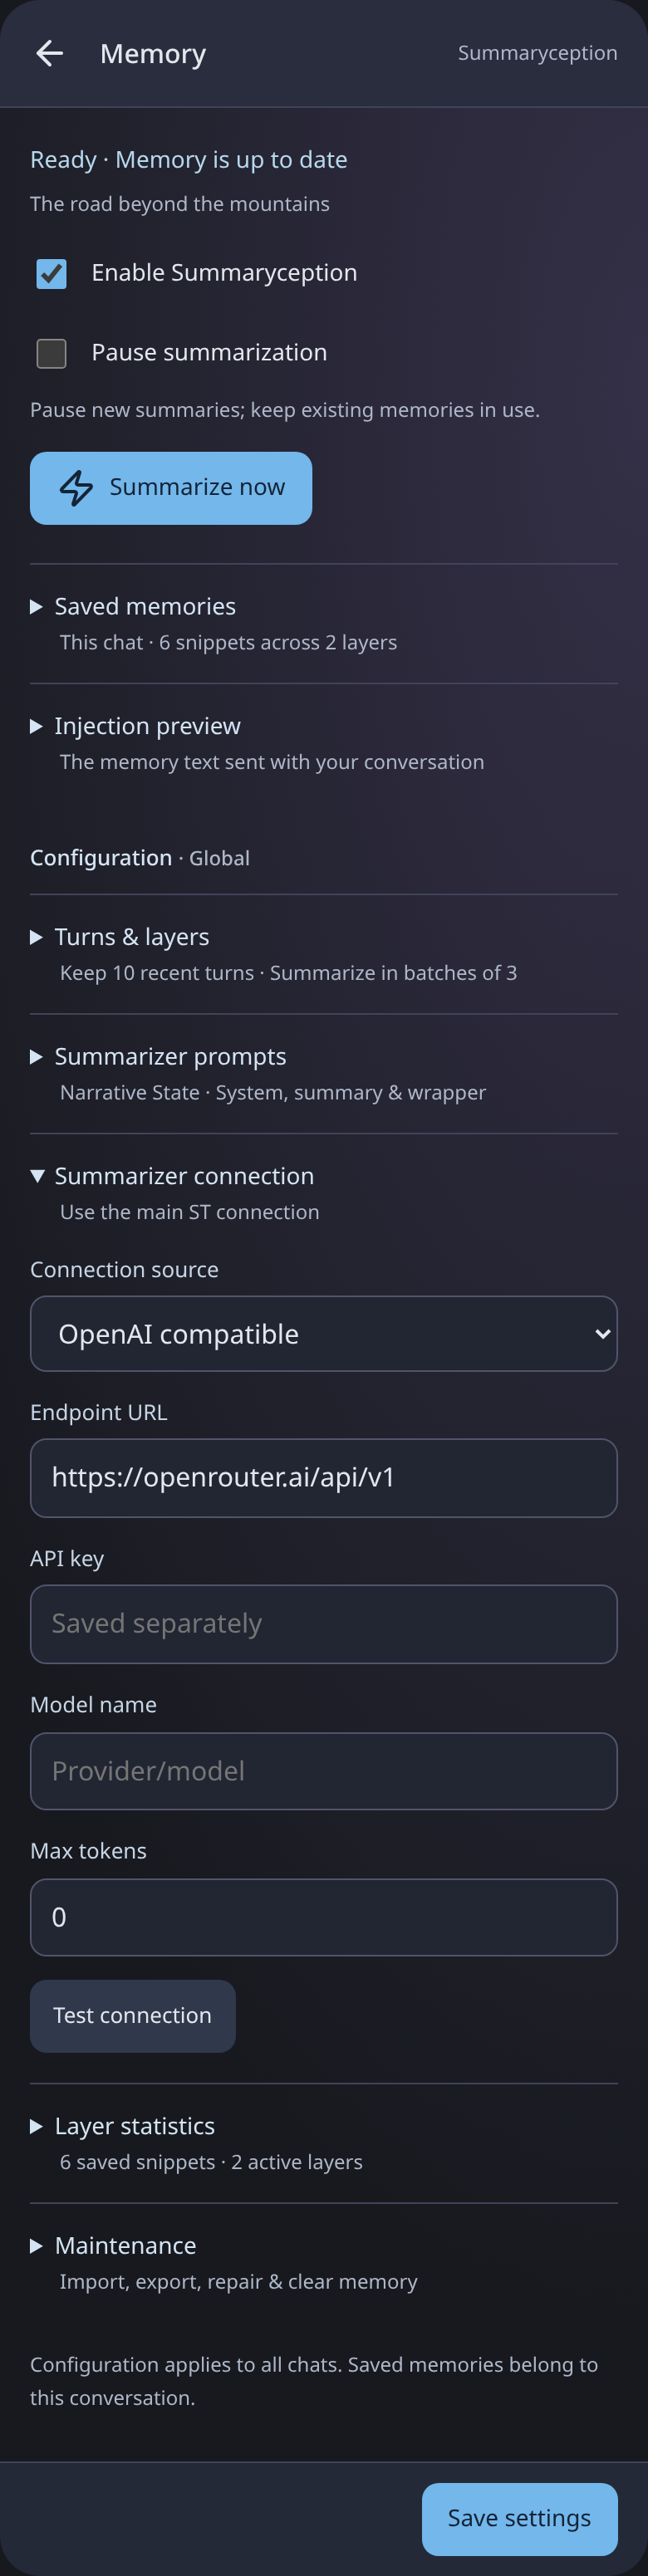 Memory
Summaryception
Ready · Memory is up to date
The road beyond the mountains
Enable Summaryception
Pause summarization
Pause new summaries; keep existing memories in use.
Summarize now
Saved memories
This chat · 6 snippets across 2 layers
Injection preview
The memory text sent with your conversation
Configuration · Global
Turns & layers
Keep 10 recent turns · Summarize in batches of 3
Summarizer prompts
Narrative State · System, summary & wrapper
Summarizer connection
Use the main ST connection
Connection source
OpenAI compatible
Endpoint URL
https://openrouter.ai/api/v1
API key
Saved separately
Model name
Provider/model
Max tokens
0
Test connection
Layer statistics
6 saved snippets · 2 active layers
Maintenance
Import, export, repair & clear memory
Configuration applies to all chats. Saved memories belong to
this conversation.
Save settings